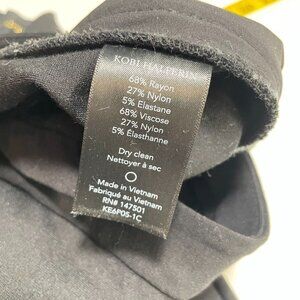 KOBI HALPERIN
68% Rayon
27% Nylon
5% Elastane
68% Viscose
27% Nylon
5% Élasthanne
Dry clean
Nettoyer à sec
Made in Vietnam
Fabriqué au Vietnam
RN# 147501
KE6P05-1C